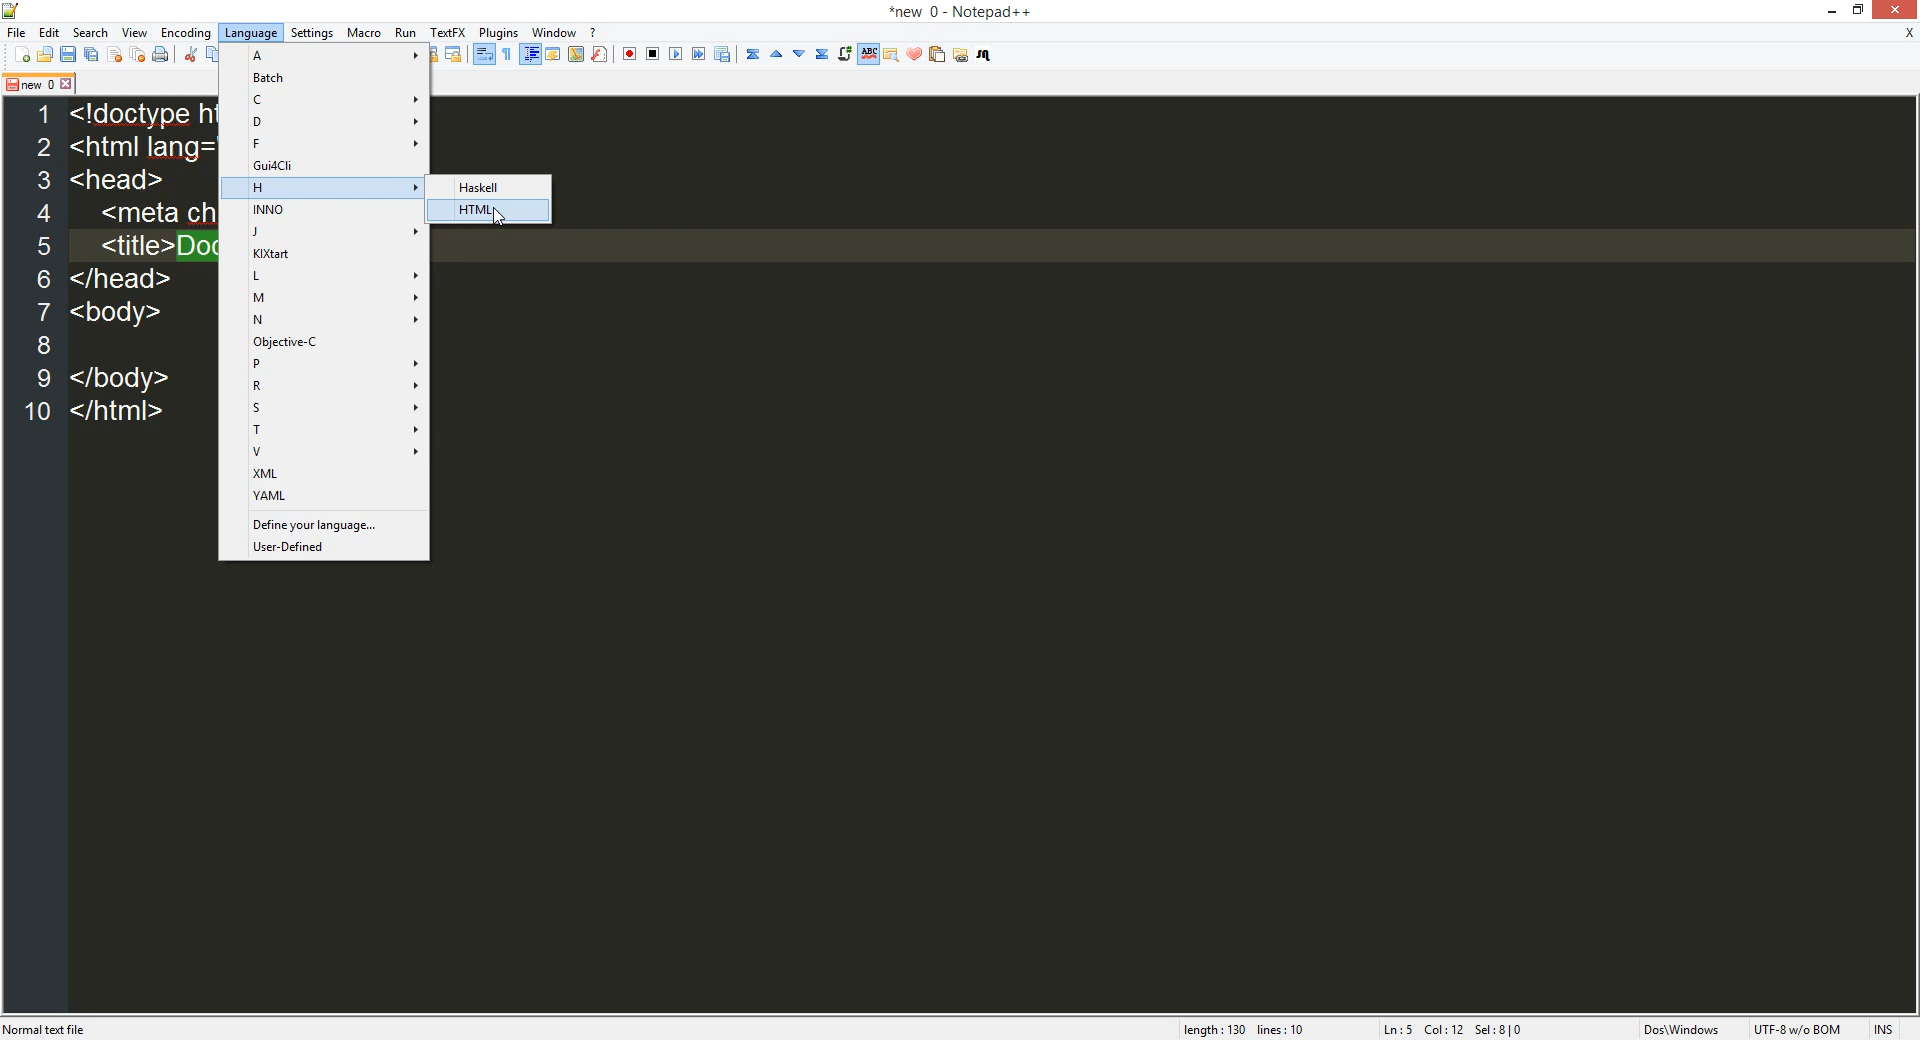 *new 0 - Notepad++
File Edit Search View Encoding Language Settings Macro Run TextFX Plugins Window ? X
ABC
new 0
A
Batch
C
D
F
Gui4Cli
H
INNO
J
KIXtart
L
M
N
Objective-C
P
R
S
T
V
XML
YAML
Define your language...
User-Defined
Haskell
HTML
1 <!doctype ht
2 <html lang="
3 <head>
4 <meta ch
5 <title>Doc
6 </head>
7 <body>
8
9 </body>
10 </html>
Normal text file length : 130 lines : 10 Ln : 5 Col : 12 Sel : 8 | 0 Dos\Windows UTF-8 w/o BOM INS